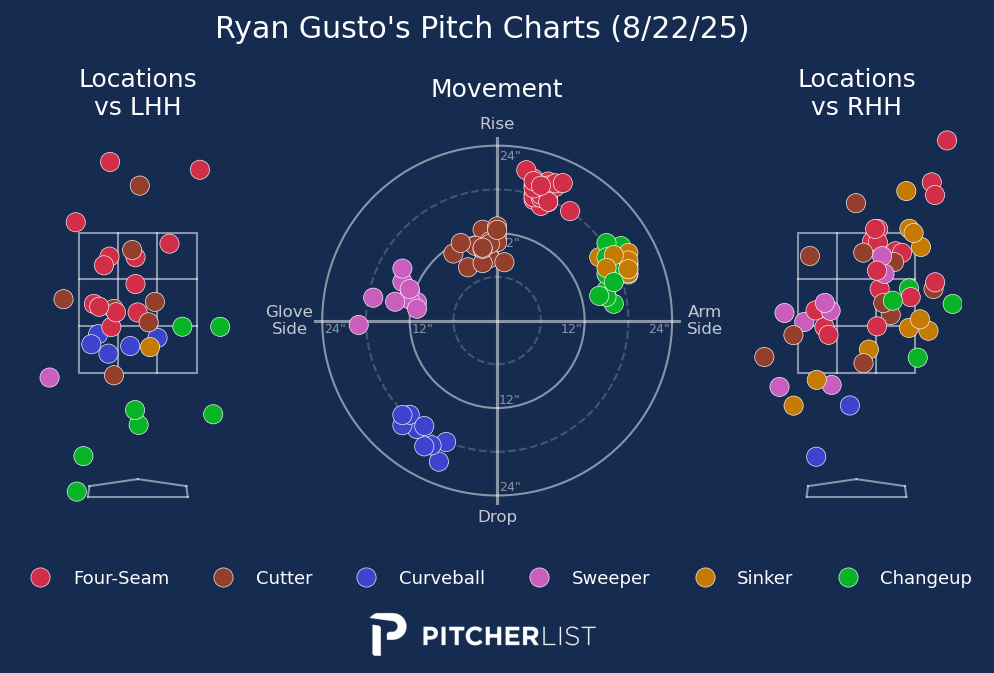 Ryan Gusto's Pitch Charts (8/22/25)
Locations
vs LHH
Movement
Locations
vs RHH
Rise
24"
12"
Glove
Side
24"
12"
12"
24"
Arm
Side
12"
24"
Drop
Four-Seam
Cutter
Curveball
Sweeper
Sinker
Changeup
PITCHERLIST